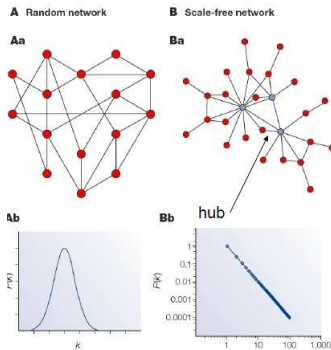 A Random network
B Scale-free network
Aa
Ba
hub
Ab
Bb
P(k)
k
P(k)
1
0.1
0.01
0.001
0.0001
1
10
100
1,000